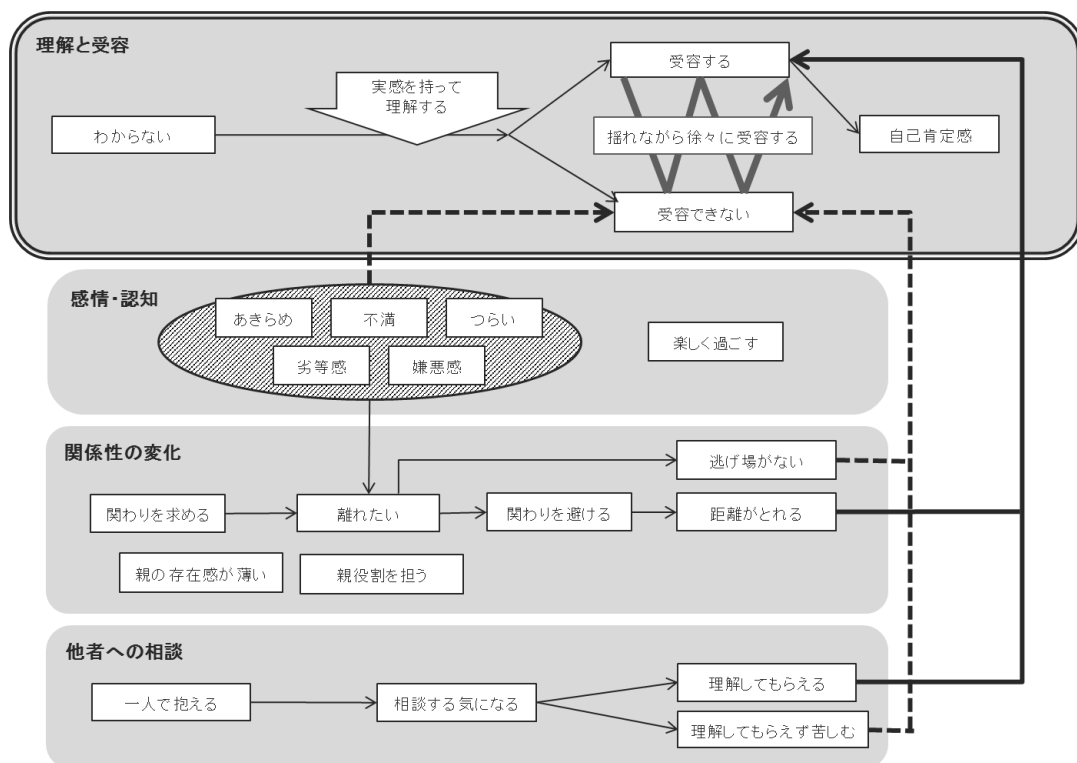 理解と受容
受容する
実感を持って
理解する
わからない
揺れながら徐々に受容する
自己肯定感
受容できない
感情・認知
あきらめ
不満
つらい
楽しく過ごす
劣等感
嫌悪感
関係性の変化
逃げ場がない
関わりを求める
離れたい
関わりを避ける
距離がとれる
親の存在感が薄い
親役割を担う
他者への相談
理解してもらえる
一人で抱える
相談する気になる
理解してもらえず苦しむ